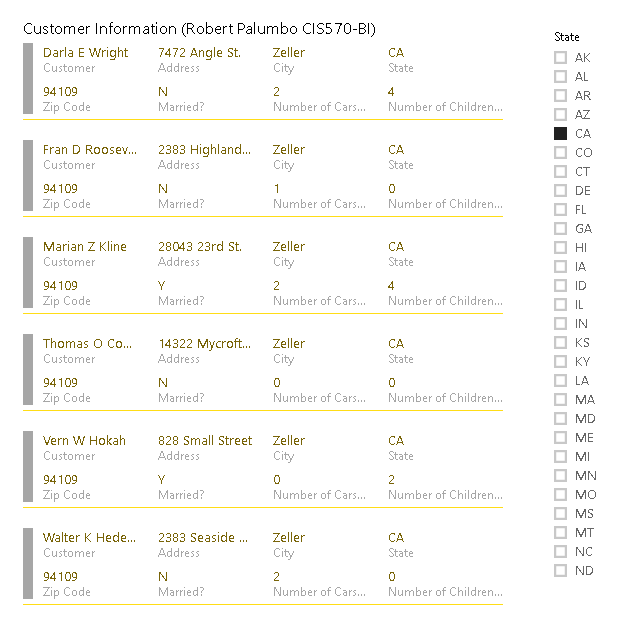 Customer Information (Robert Palumbo CIS570-BI)
Darla E Wright 7472 Angle St. Zeller CA
Customer Address City State
94109 N 2 4
Zip Code Married? Number of Cars... Number of Children...
Fran D Roosev... 2383 Highland... Zeller CA
Customer Address City State
94109 N 1 0
Zip Code Married? Number of Cars... Number of Children...
Marian Z Kline 28043 23rd St. Zeller CA
Customer Address City State
94109 Y 2 4
Zip Code Married? Number of Cars... Number of Children...
Thomas O Co... 14322 Mycroft... Zeller CA
Customer Address City State
94109 N 0 0
Zip Code Married? Number of Cars... Number of Children...
Vern W Hokah 828 Small Street Zeller CA
Customer Address City State
94109 Y 0 2
Zip Code Married? Number of Cars... Number of Children...
Walter K Hede... 2383 Seaside ... Zeller CA
Customer Address City State
94109 N 2 0
Zip Code Married? Number of Cars... Number of Children...
State
AK
AL
AR
AZ
CA
CO
CT
DE
FL
GA
HI
IA
ID
IL
IN
KS
KY
LA
MA
MD
ME
MI
MN
MO
MS
MT
NC
ND